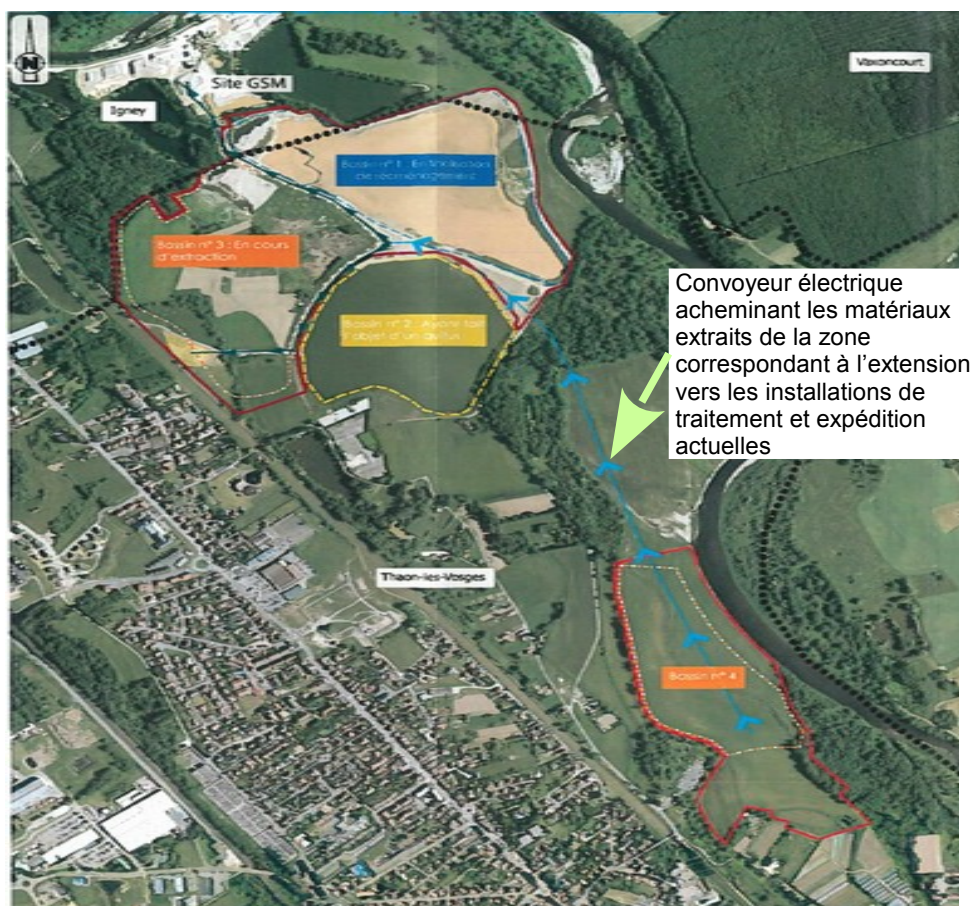 N
Site GSM
Igney
Vaxoncourt
Bassin n° 1 : En finalisation
de réaménagement
Bassin n° 3 : En cours
d'extraction
Bassin n° 2 : Ayant fait
l'objet d'un quitus
Convoyeur électrique
acheminant les matériaux
extraits de la zone
correspondant à l'extension
vers les installations de
traitement et expédition
actuelles
Thaon-les-Vosges
Bassin n° 4